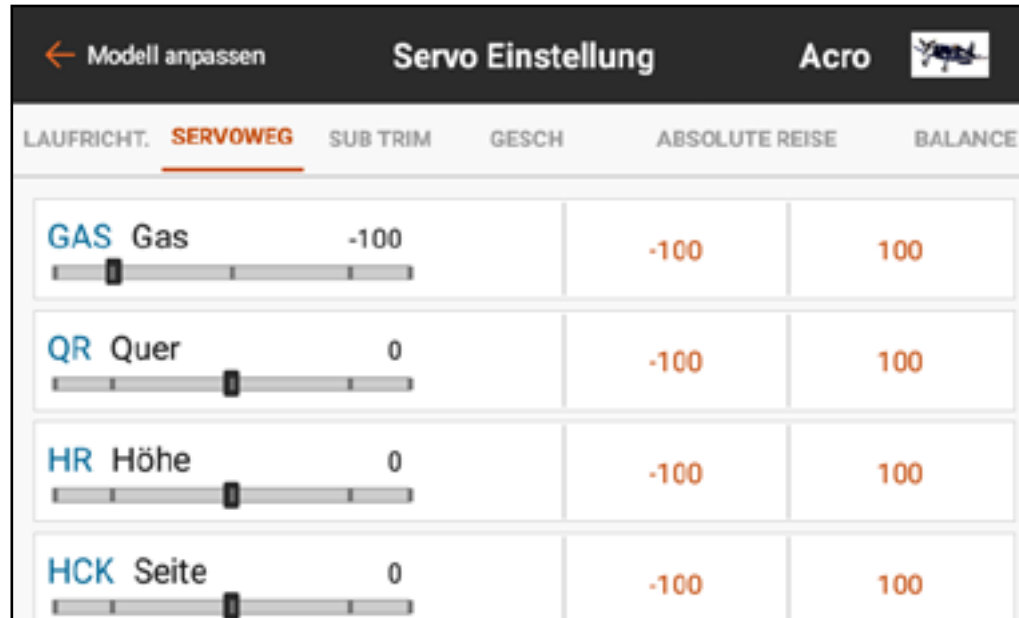 Modell anpassen Servo Einstellung Acro
LAUFRICHT. SERVOWEG SUB TRIM GESCH ABSOLUTE REISE BALANCE
GAS Gas -100 -100 100
QR Quer 0 -100 100
HR Höhe 0 -100 100
HCK Seite 0 -100 100